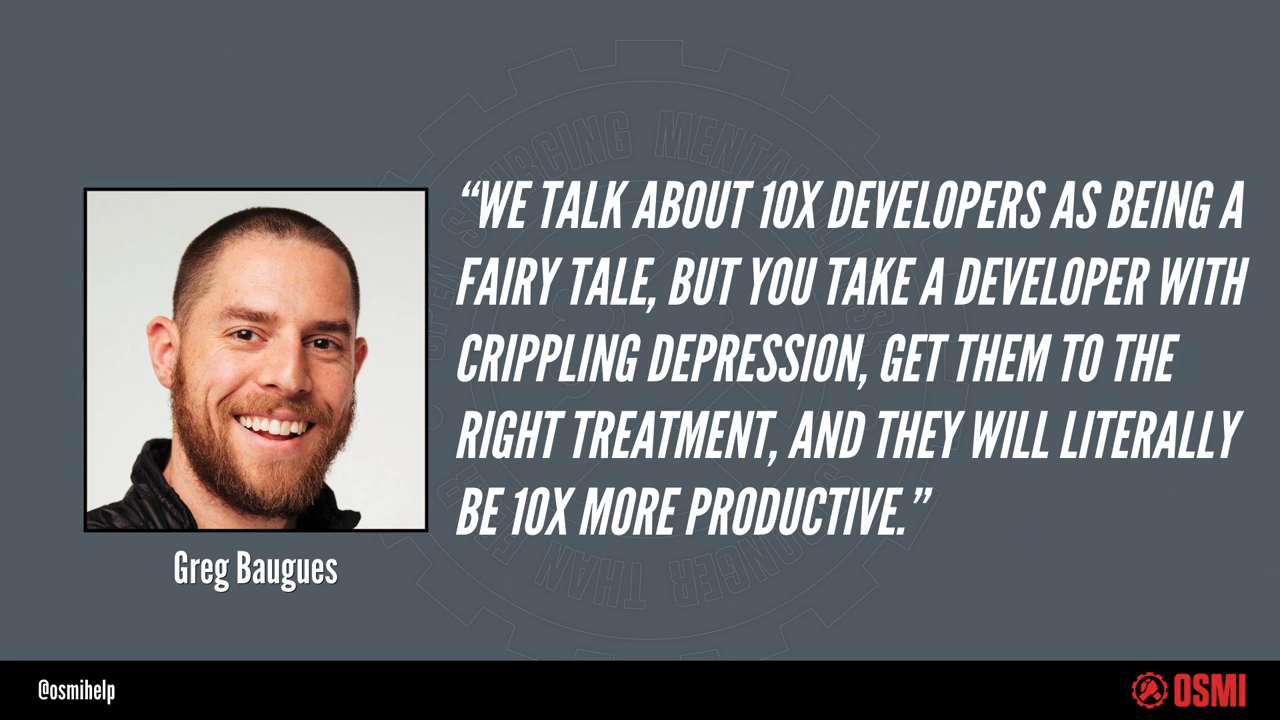 “WE TALK ABOUT 10X DEVELOPERS AS BEING A
FAIRY TALE, BUT YOU TAKE A DEVELOPER WITH
CRIPPLING DEPRESSION, GET THEM TO THE
RIGHT TREATMENT, AND THEY WILL LITERALLY
BE 10X MORE PRODUCTIVE.”
Greg Baugues
@osmihelp
OSMI